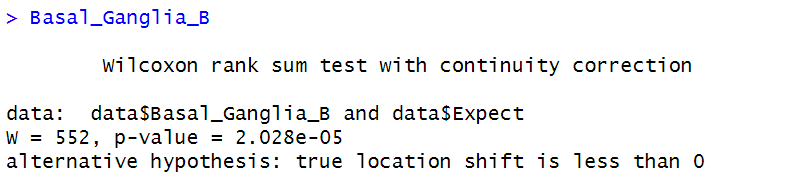 > Basal_Ganglia_B
Wilcoxon rank sum test with continuity correction
data:  data$Basal_Ganglia_B and data$Expect
W = 552, p-value = 2.028e-05
alternative hypothesis: true location shift is less than 0